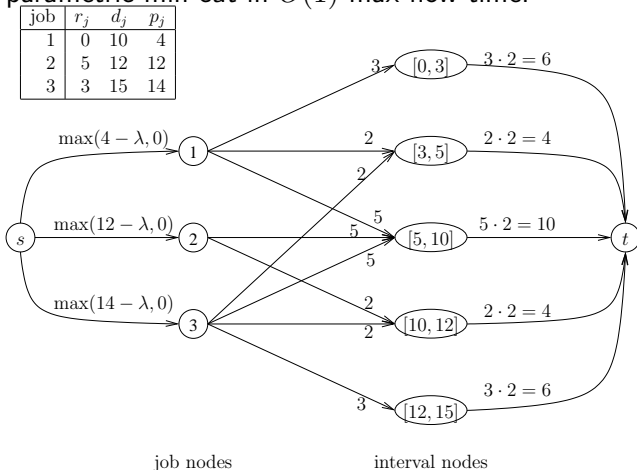 parametric min cut in O(1) max flow time.
job r_j d_j p_j
1 0 10 4
2 5 12 12
3 3 15 14
max(4 − λ, 0)
max(12 − λ, 0)
max(14 − λ, 0)
s
1
2
3
3
2
2
5
5
5
2
2
3
[0, 3]
[3, 5]
[5, 10]
[10, 12]
[12, 15]
3 · 2 = 6
2 · 2 = 4
5 · 2 = 10
2 · 2 = 4
3 · 2 = 6
t
job nodes
interval nodes